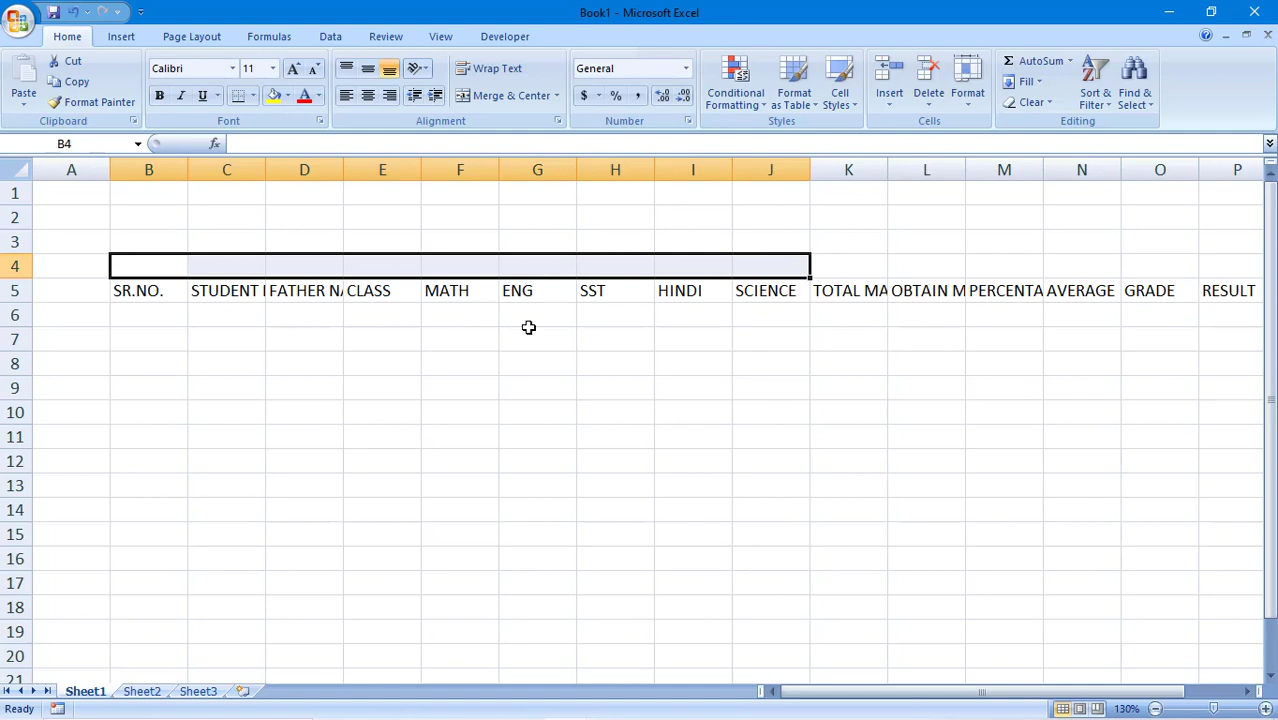 Book1 - Microsoft Excel
Home Insert Page Layout Formulas Data Review View Developer
Cut
Copy
Format Painter
Paste
Clipboard
Calibri 11
B I U
Font
Wrap Text
Merge & Center
Alignment
General
$ % ,
Number
Conditional Formatting
Format as Table
Cell Styles
Styles
Insert
Delete
Format
Cells
AutoSum
Fill
Clear
Sort & Filter
Find & Select
Editing
B4 fx
A B C D E F G H I J K L M N O P
1
2
3
4
5 SR.NO. STUDENT FATHER NA CLASS MATH ENG SST HINDI SCIENCE TOTAL MA OBTAIN M PERCENTA AVERAGE GRADE RESULT
6
7
8
9
10
11
12
13
14
15
16
17
18
19
20
21
Sheet1 Sheet2 Sheet3
Ready 130%